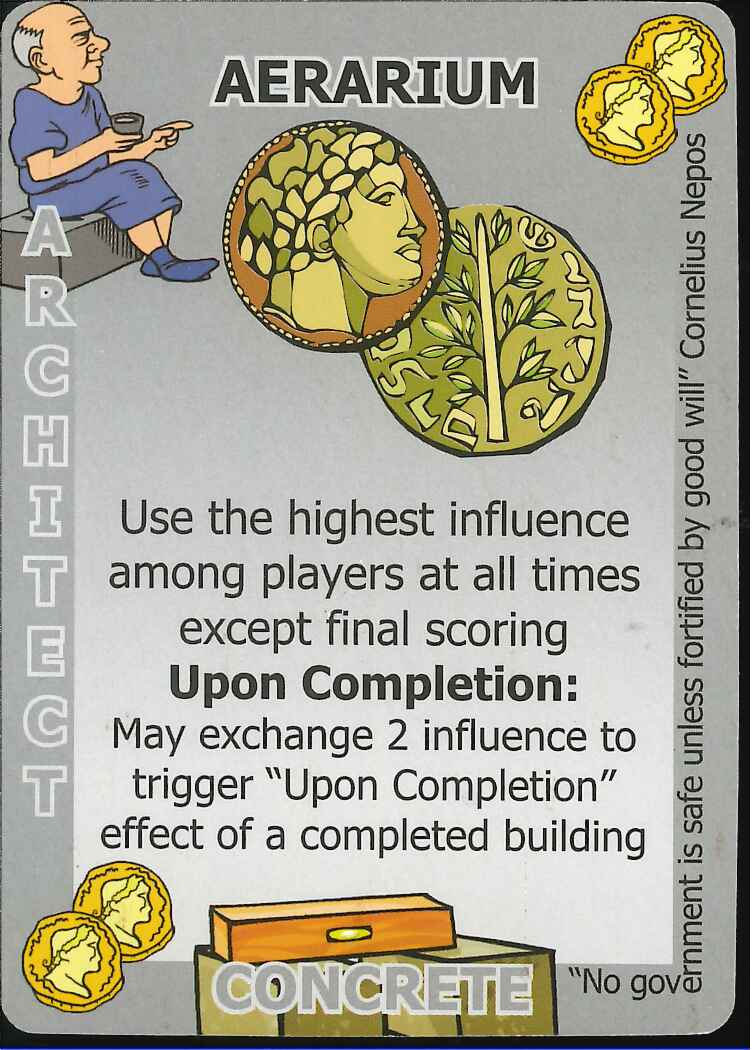 AERARIUM
ARCHITECT
Use the highest influence
among players at all times
except final scoring
Upon Completion:
May exchange 2 influence to
trigger “Upon Completion”
effect of a completed building
CONCRETE
“No government is safe unless fortified by good will” Cornelius Nepos